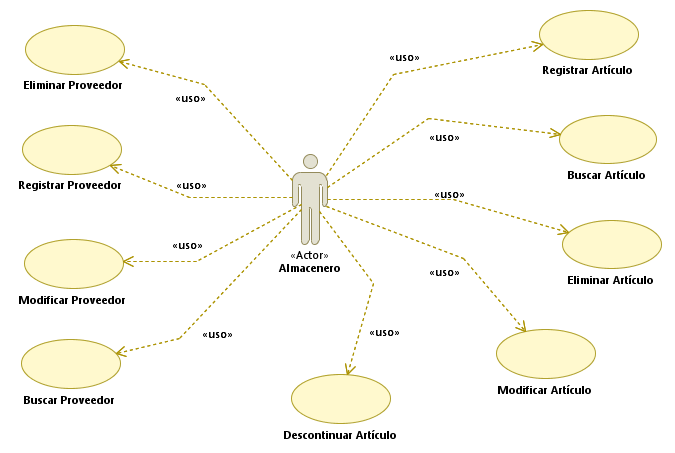 «uso»
Registrar Artículo
Eliminar Proveedor
«uso»
«uso»
Buscar Artículo
Registrar Proveedor
«uso»
«uso»
Eliminar Artículo
«Actor»
Almacenero
«uso»
Modificar Proveedor
«uso»
Modificar Artículo
«uso»
Buscar Proveedor
«uso»
Descontinuar Artículo